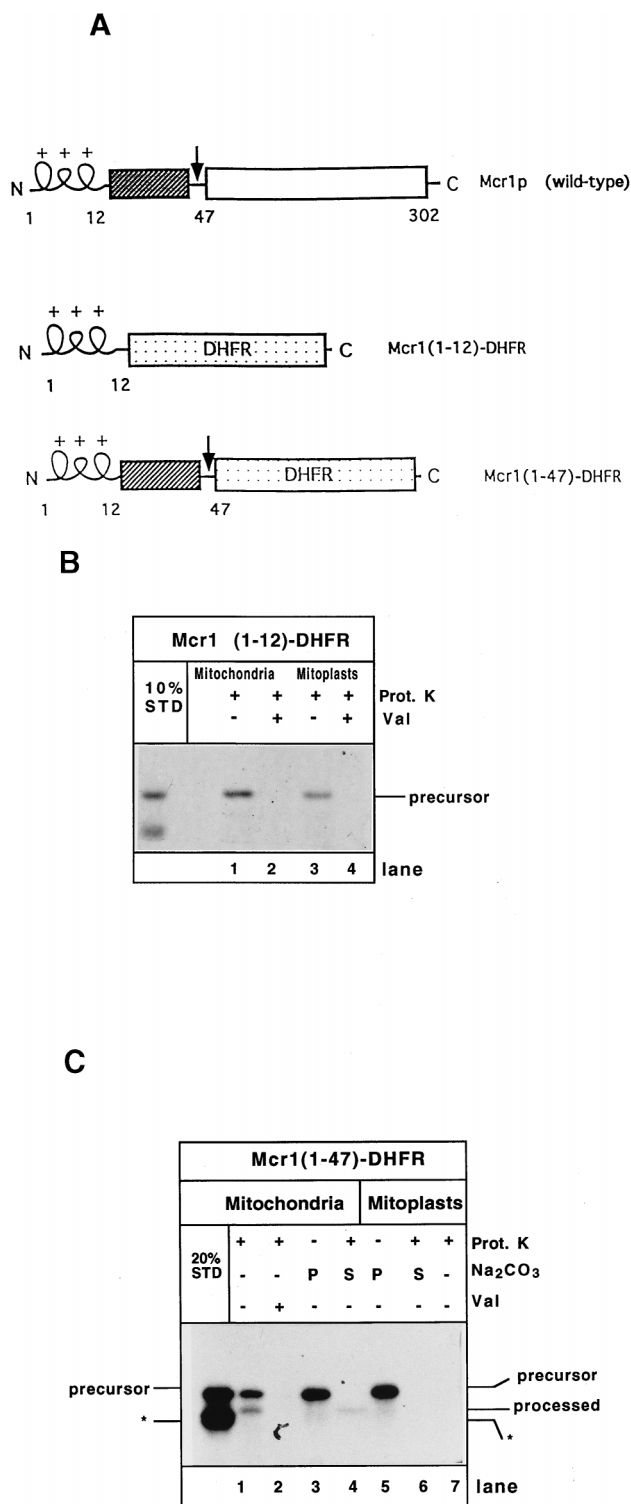 A
+ + +
N C Mcr1p (wild-type)
1 12 47 302
+ + +
N DHFR C Mcr1(1-12)-DHFR
1 12
+ + +
N DHFR C Mcr1(1-47)-DHFR
1 12 47
B
Mcr1 (1-12)-DHFR
10% STD Mitochondria Mitoplasts
+ + + + Prot. K
- + - + Val
precursor
1 2 3 4 lane
C
Mcr1(1-47)-DHFR
Mitochondria Mitoplasts
20% STD + + - + - + + Prot. K
- - P S P S - Na₂CO₃
- + - - - - - Val
precursor precursor
processed
* *
1 2 3 4 5 6 7 lane